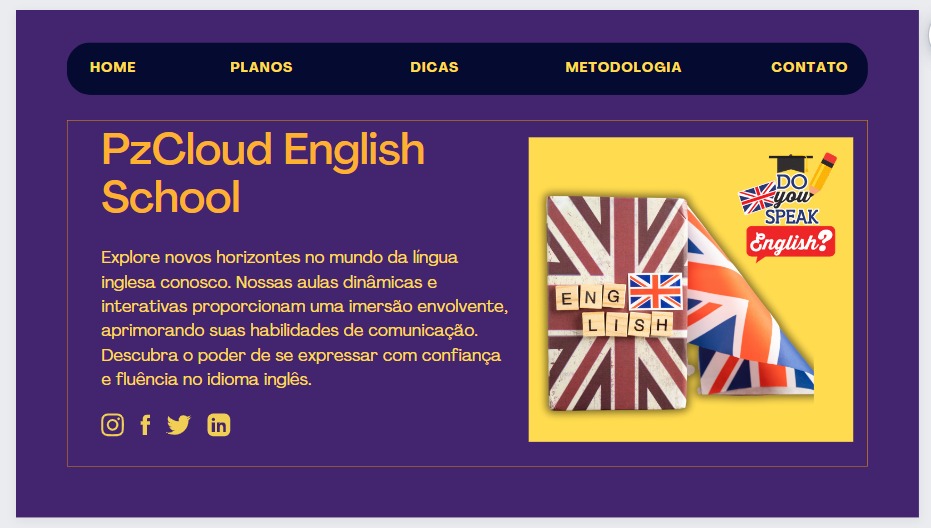 HOME PLANOS DICAS METODOLOGIA CONTATO
PzCloud English
School
Explore novos horizontes no mundo da língua
inglesa conosco. Nossas aulas dinâmicas e
interativas proporcionam uma imersão envolvente,
aprimorando suas habilidades de comunicação.
Descubra o poder de se expressar com confiança
e fluência no idioma inglês.
DO
you
SPEAK
English?
ENG
LISH